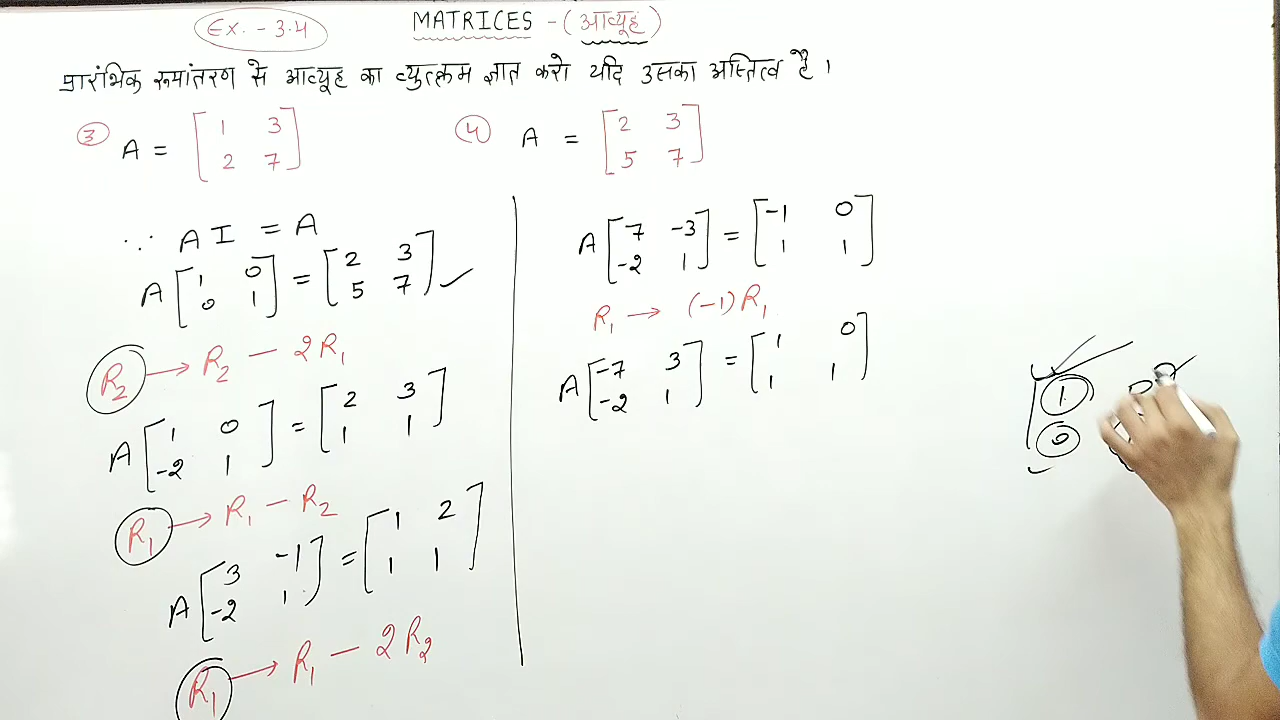 Ex. - 3.4
MATRICES - (आव्यूह)
प्रारंभिक रूपांतरण से आव्यूह का व्युत्क्रम ज्ञात करो यदि उसका अस्तित्व है ।
③ A = [1 3
2 7]
④ A = [2 3
5 7]
∵ AI = A
A [1 0
0 1] = [2 3
5 7] ✓
R₂ → R₂ - 2R₁
A [1 0
-2 1] = [2 3
1 1]
R₁ → R₁ - R₂
A [3 -1
-2 1] = [1 2
1 1]
R₁ → R₁ - 2R₂
A [7 -3
-2 1] = [-1 0
1 1]
R₁ → (-1)R₁
A [-7 3
-2 1] = [1 0
1 1]
1
0